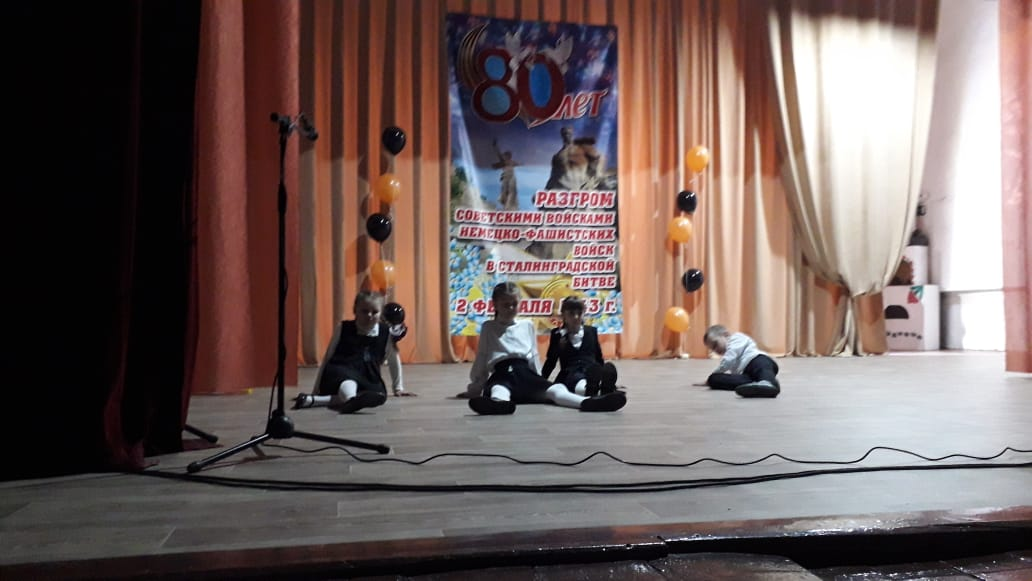 80 лет
РАЗГРОМ
СОВЕТСКИМИ ВОЙСКАМИ
НЕМЕЦКО-ФАШИСТСКИХ
ВОЙСК
В СТАЛИНГРАДСКОЙ
БИТВЕ
2 г.